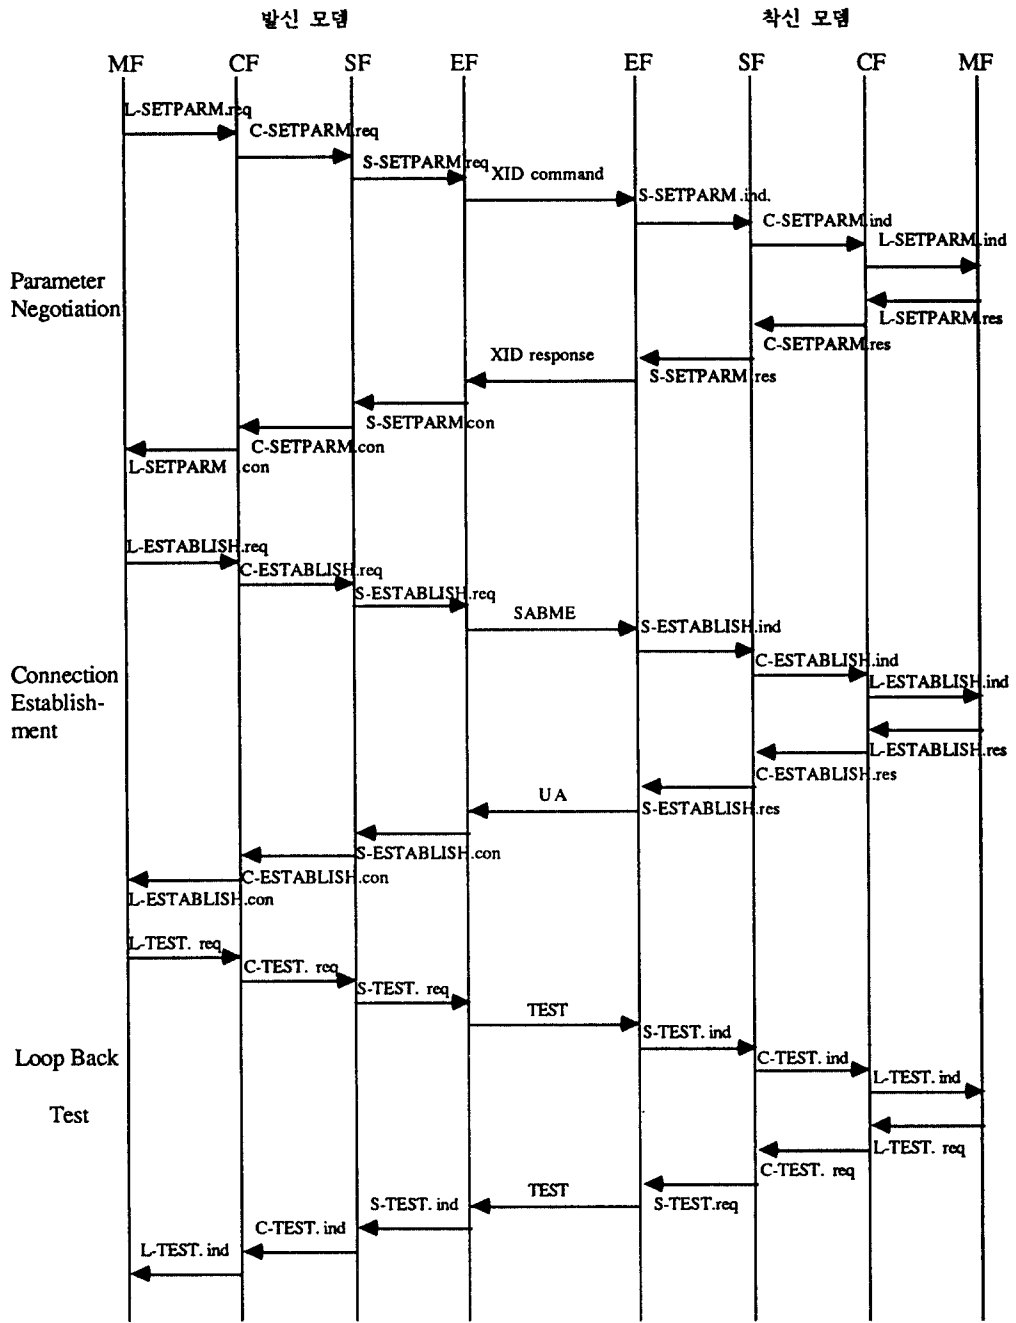 발신 모뎀 착신 모뎀
MF CF SF EF EF SF CF MF
L-SETPARM.req
C-SETPARM.req
S-SETPARM.req
XID command
S-SETPARM.ind.
C-SETPARM.ind
L-SETPARM.ind
Parameter
Negotiation
L-SETPARM.res
C-SETPARM.res
XID response
S-SETPARM.res
S-SETPARM.con
C-SETPARM.con
L-SETPARM .con
L-ESTABLISH.req
C-ESTABLISH.req
S-ESTABLISH.req
SABME
S-ESTABLISH.ind
C-ESTABLISH.ind
L-ESTABLISH.ind
Connection
Establish-
ment
L-ESTABLISH.res
C-ESTABLISH.res
UA
S-ESTABLISH.res
S-ESTABLISH.con
C-ESTABLISH.con
L-ESTABLISH.con
L-TEST. req
C-TEST. req
S-TEST. req
TEST
S-TEST. ind
C-TEST. ind
L-TEST. ind
Loop Back
Test
L-TEST. req
C-TEST. req
TEST
S-TEST.req
S-TEST. ind
C-TEST. ind
L-TEST. ind